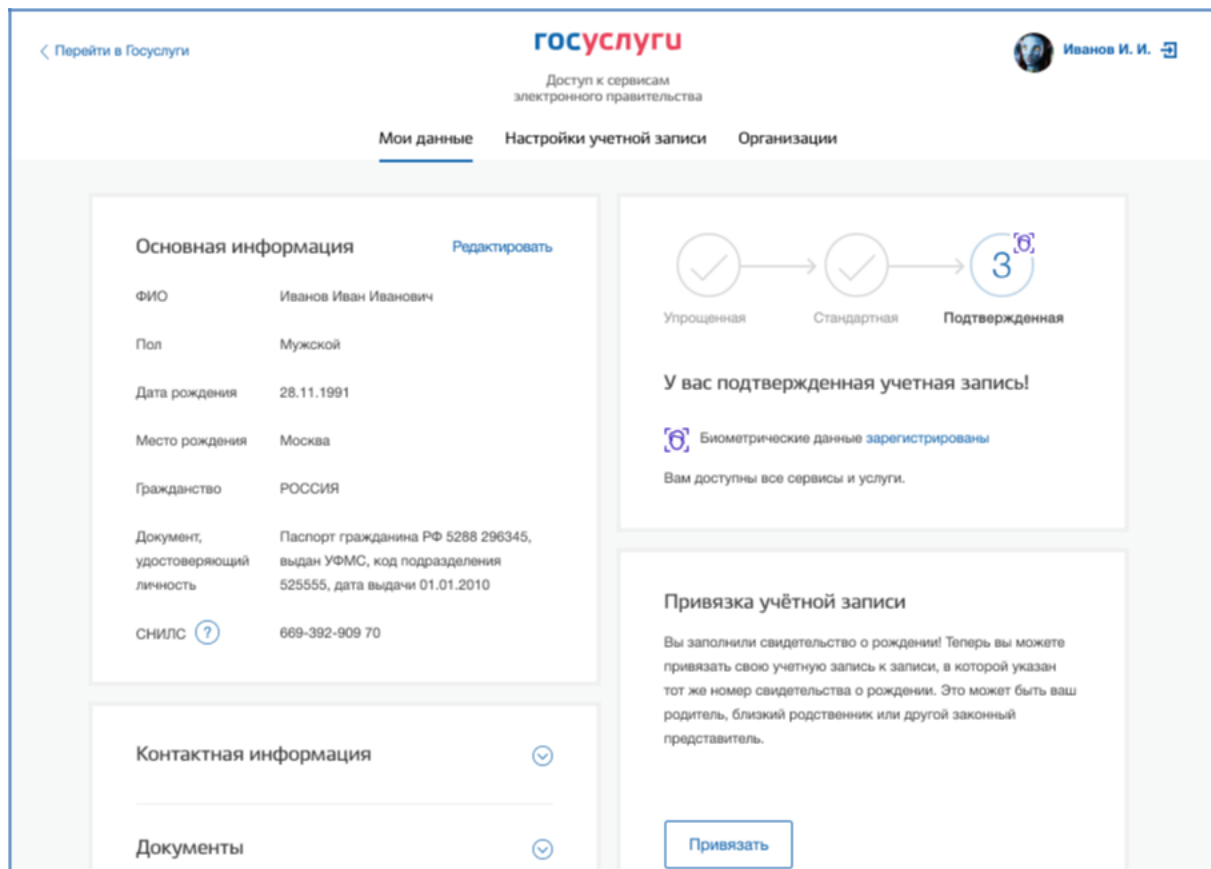 Перейти в Госуслуги
госуслуги
Иванов И. И.
Доступ к сервисам
электронного правительства
Мои данные
Настройки учетной записи
Организации
Основная информация
Редактировать
ФИО
Иванов Иван Иванович
Пол
Мужской
Дата рождения
28.11.1991
Место рождения
Москва
Гражданство
РОССИЯ
Документ,
удостоверяющий
личность
Паспорт гражданина РФ 5288 296345,
выдан УФМС, код подразделения
525555, дата выдачи 01.01.2010
СНИЛС ?
669-392-909 70
Контактная информация
Документы
3
Упрощенная
Стандартная
Подтвержденная
У вас подтвержденная учетная запись!
Биометрические данные зарегистрированы
Вам доступны все сервисы и услуги.
Привязка учётной записи
Вы заполнили свидетельство о рождении! Теперь вы можете
привязать свою учетную запись к записи, в которой указан
тот же номер свидетельства о рождении. Это может быть ваш
родитель, близкий родственник или другой законный
представитель.
Привязать